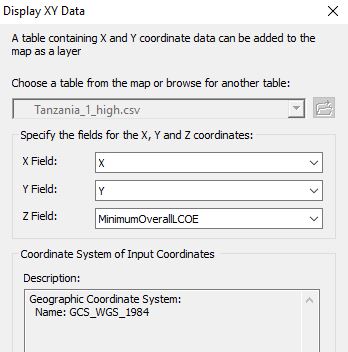 Display XY Data
A table containing X and Y coordinate data can be added to the
map as a layer
Choose a table from the map or browse for another table:
Tanzania_1_high.csv
Specify the fields for the X, Y and Z coordinates:
X Field:
X
Y Field:
Y
Z Field:
MinimumOverallLCOE
Coordinate System of Input Coordinates
Description:
Geographic Coordinate System:
Name: GCS_WGS_1984